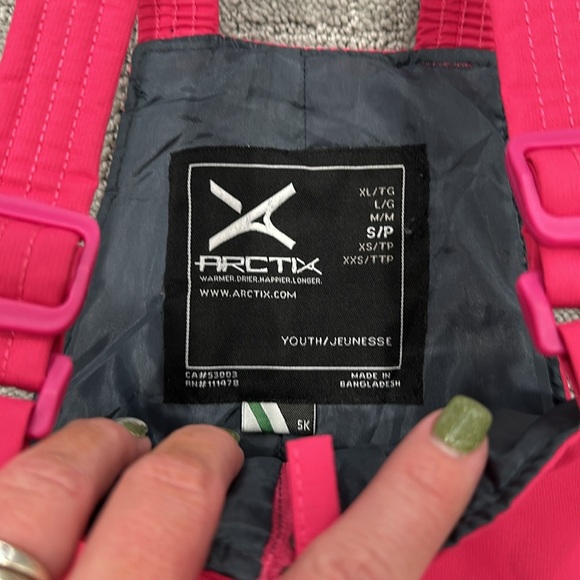 XL/TG
L/G
M/M
S/P
XS/TP
XXS/TTP
ARCTIX
WARMER.DRIER.HAPPIER.LONGER.
WWW.ARCTIX.COM
YOUTH/JEUNESSE
CA#53003
RN#111478
MADE IN
BANGLADESH
SK